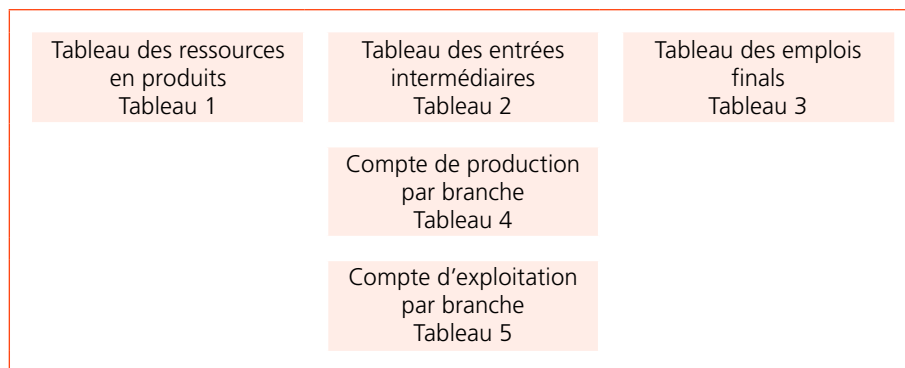 Tableau des ressources
en produits
Tableau 1
Tableau des entrées
intermédiaires
Tableau 2
Tableau des emplois
finals
Tableau 3
Compte de production
par branche
Tableau 4
Compte d’exploitation
par branche
Tableau 5